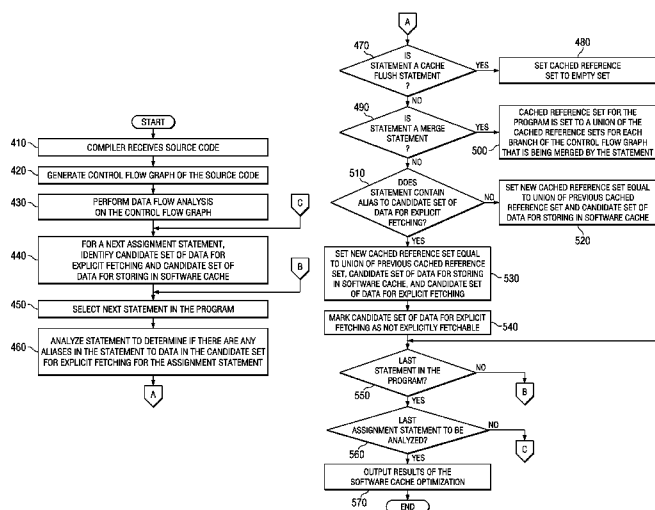 START
410
COMPILER RECEIVES SOURCE CODE
420
GENERATE CONTROL FLOW GRAPH OF THE SOURCE CODE
430
PERFORM DATA FLOW ANALYSIS
ON THE CONTROL FLOW GRAPH
C
440
FOR A NEXT ASSIGNMENT STATEMENT,
IDENTIFY CANDIDATE SET OF DATA FOR
EXPLICIT FETCHING AND CANDIDATE SET OF
DATA FOR STORING IN SOFTWARE CACHE
B
450
SELECT NEXT STATEMENT IN THE PROGRAM
460
ANALYZE STATEMENT TO DETERMINE IF THERE ARE ANY
ALIASES IN THE STATEMENT TO DATA IN THE CANDIDATE SET
FOR EXPLICIT FETCHING FOR THE ASSIGNMENT STATEMENT
A
A
470
IS
STATEMENT A CACHE
FLUSH STATEMENT
?
YES
480
SET CACHED REFERENCE
SET TO EMPTY SET
NO
490
IS
STATEMENT A MERGE
STATEMENT
?
YES
500
CACHED REFERENCE SET FOR THE
PROGRAM IS SET TO A UNION OF THE
CACHED REFERENCE SETS FOR EACH
BRANCH OF THE CONTROL FLOW GRAPH
THAT IS BEING MERGED BY THE STATEMENT
NO
510
DOES
STATEMENT CONTAIN
ALIAS TO CANDIDATE SET OF
DATA FOR EXPLICIT
FETCHING?
NO
SET NEW CACHED REFERENCE SET EQUAL
TO UNION OF PREVIOUS CACHED
REFERENCE SET AND CANDIDATE SET OF
DATA FOR STORING IN SOFTWARE CACHE
520
YES
SET NEW CACHED REFERENCE SET EQUAL
TO UNION OF PREVIOUS CACHED REFERENCE
SET, CANDIDATE SET OF DATA FOR STORING
IN SOFTWARE CACHE, AND CANDIDATE SET
OF DATA FOR EXPLICIT FETCHING
530
MARK CANDIDATE SET OF DATA FOR EXPLICIT
FETCHING AS NOT EXPLICITLY FETCHABLE
540
LAST
STATEMENT IN THE
PROGRAM?
550
NO
B
YES
LAST
ASSIGNMENT STATEMENT TO BE
ANALYZED?
560
NO
C
YES
OUTPUT RESULTS OF THE
SOFTWARE CACHE OPTIMIZATION
570
END